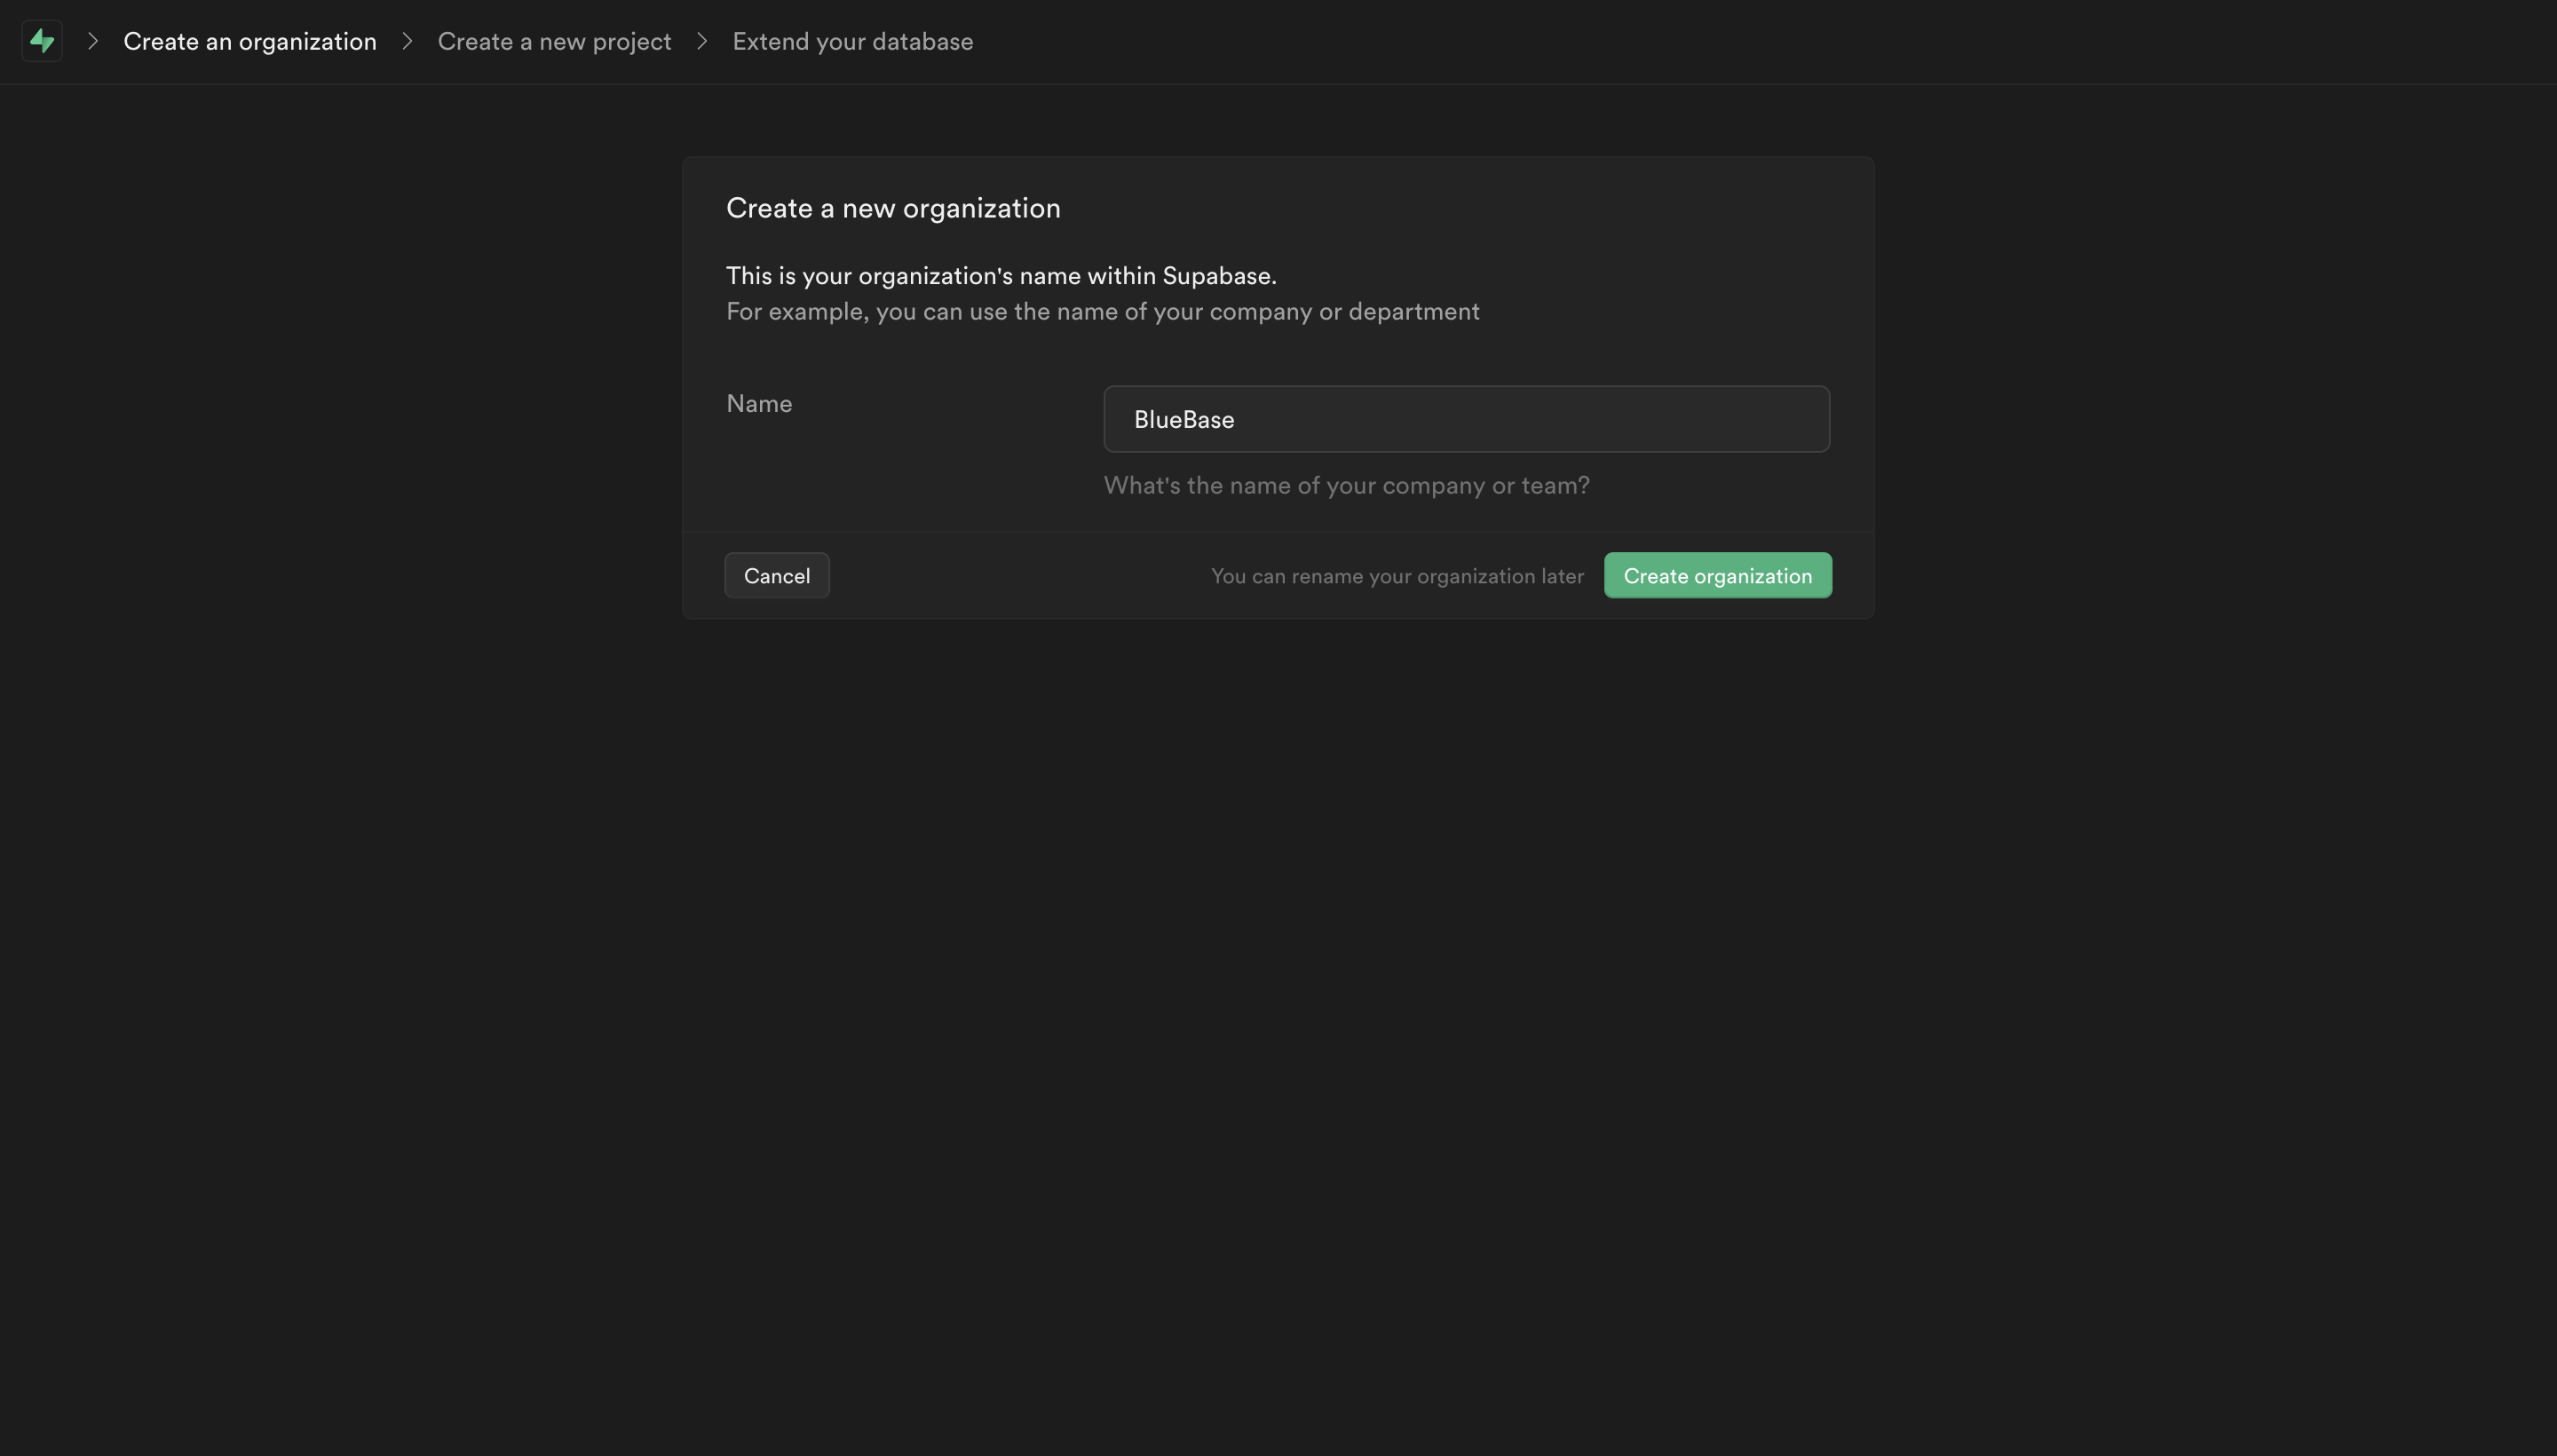 Create an organization
Create a new project
Extend your database
Create a new organization
This is your organization's name within Supabase.
For example, you can use the name of your company or department
Name
BlueBase
What's the name of your company or team?
Cancel
You can rename your organization later
Create organization